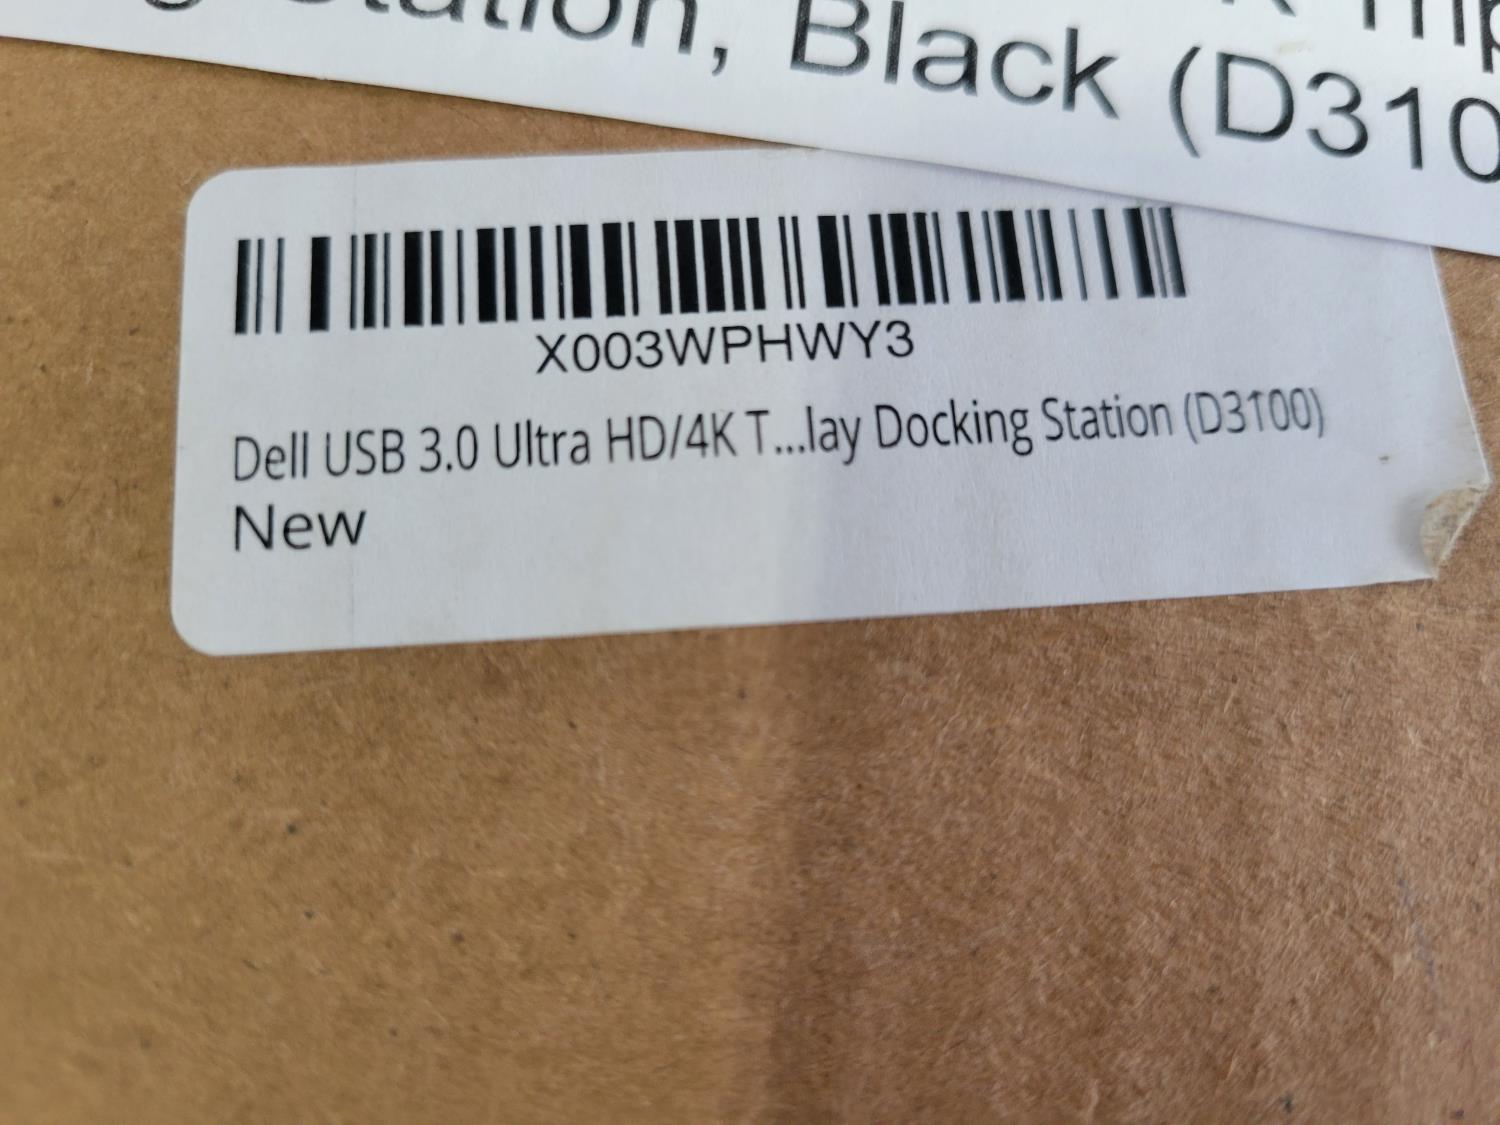 Station, Black (D310
X003WPHWY3
Dell USB 3.0 Ultra HD/4K T...lay Docking Station (D3100)
New